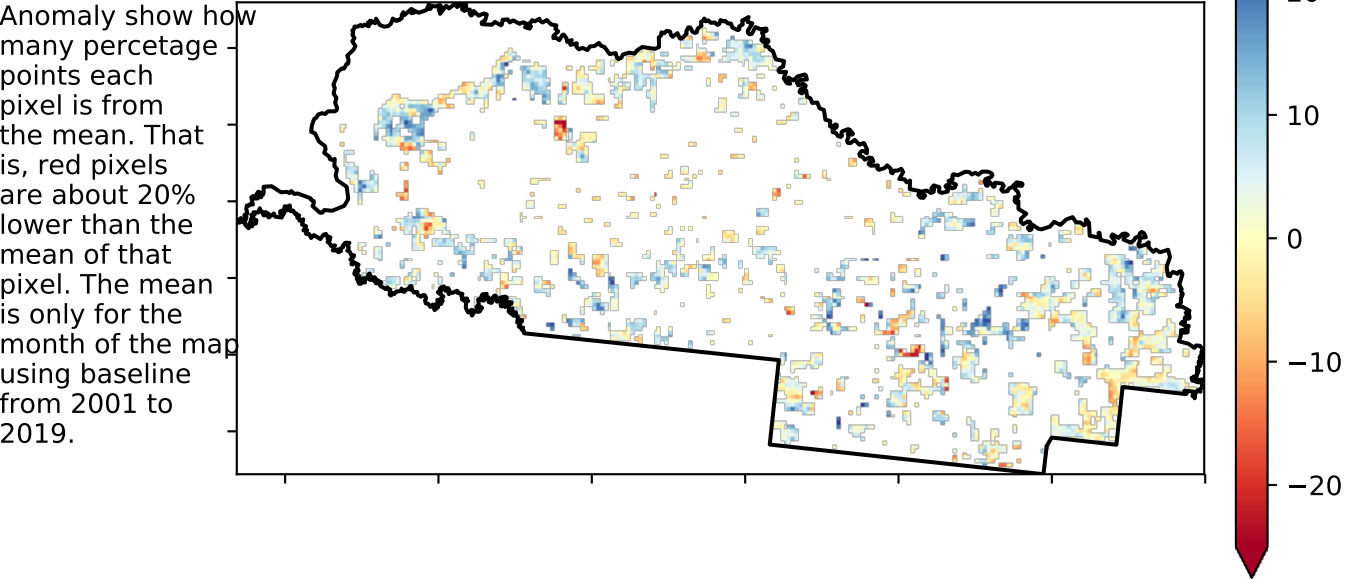 Anomaly show how
many percetage
points each
pixel is from
the mean. That
is, red pixels
are about 20%
lower than the
mean of that
pixel. The mean
is only for the
month of the map
using baseline
from 2001 to
2019.
10
0
−10
−20